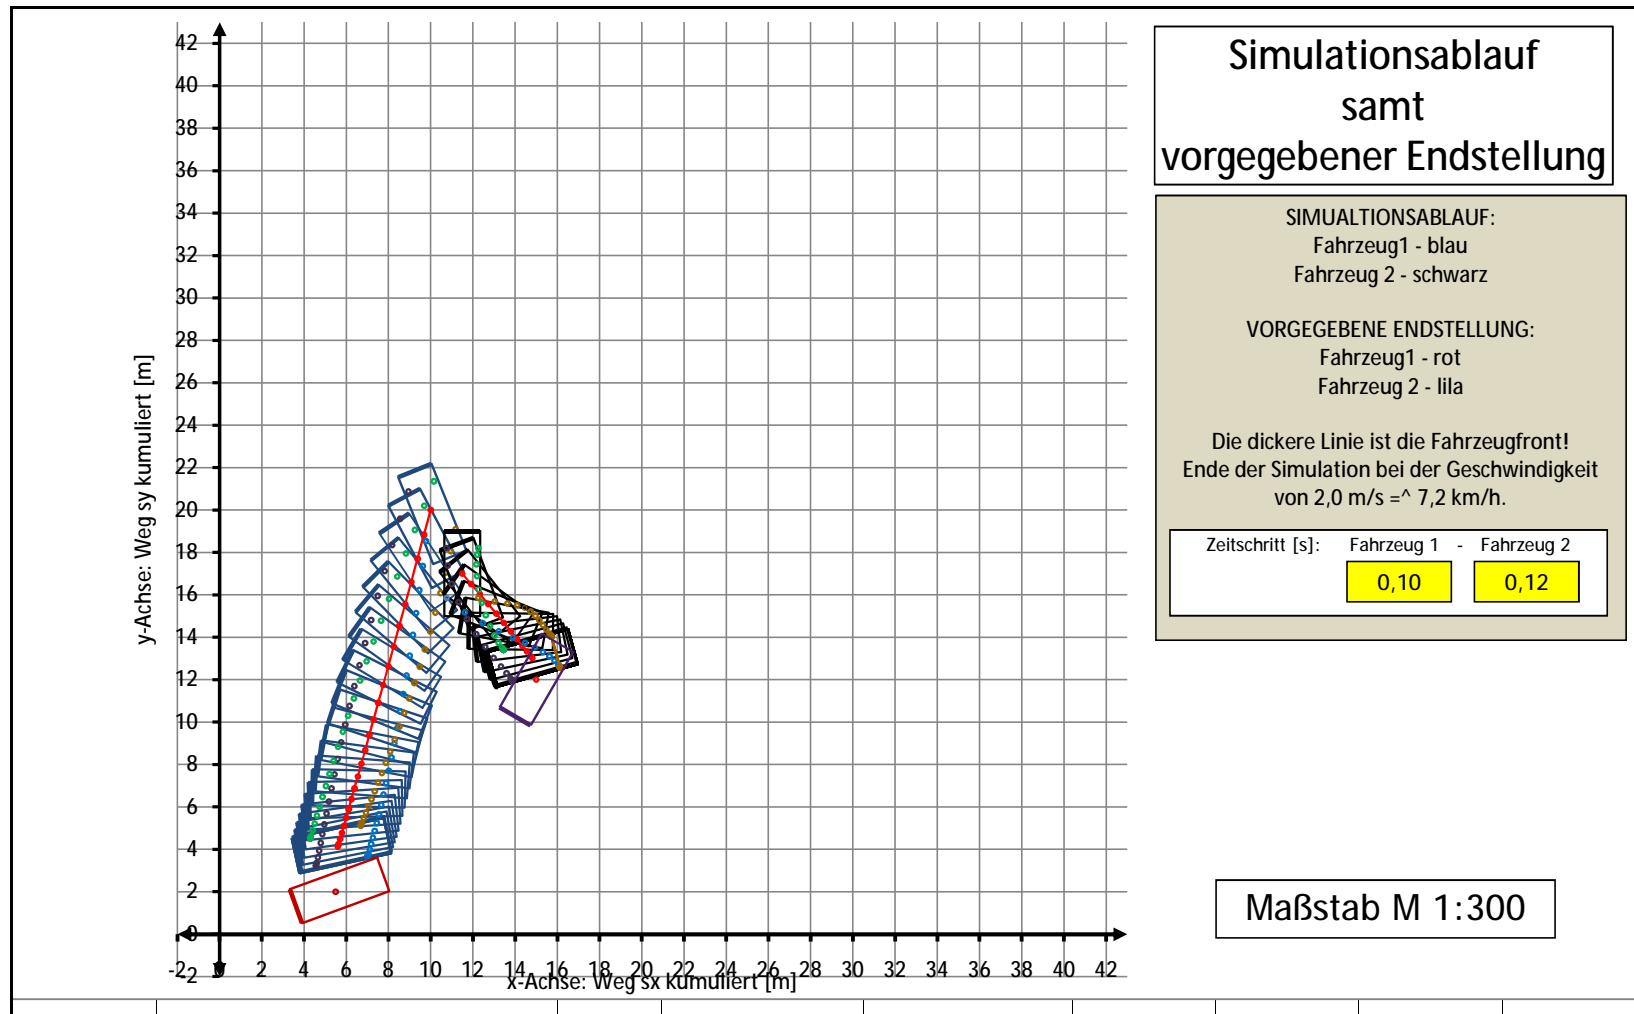 Simulationsablauf
samt
vorgegebener Endstellung
SIMUALTIONSABLAUF:
Fahrzeug1 - blau
Fahrzeug 2 - schwarz
VORGEGEBENE ENDSTELLUNG:
Fahrzeug1 - rot
Fahrzeug 2 - lila
Die dickere Linie ist die Fahrzeugfront!
Ende der Simulation bei der Geschwindigkeit
von 2,0 m/s =^ 7,2 km/h.
Zeitschritt [s]: Fahrzeug 1 - Fahrzeug 2
0,10 0,12
Maßstab M 1:300
y-Achse: Weg sy kumuliert [m]
42
40
38
36
34
32
30
28
26
24
22
20
18
16
14
12
10
8
6
4
2
0
-2
-2 0 2 4 6 8 10 12 14 16 18 20 22 24 26 28 30 32 34 36 38 40 42
x-Achse: Weg sx kumuliert [m]